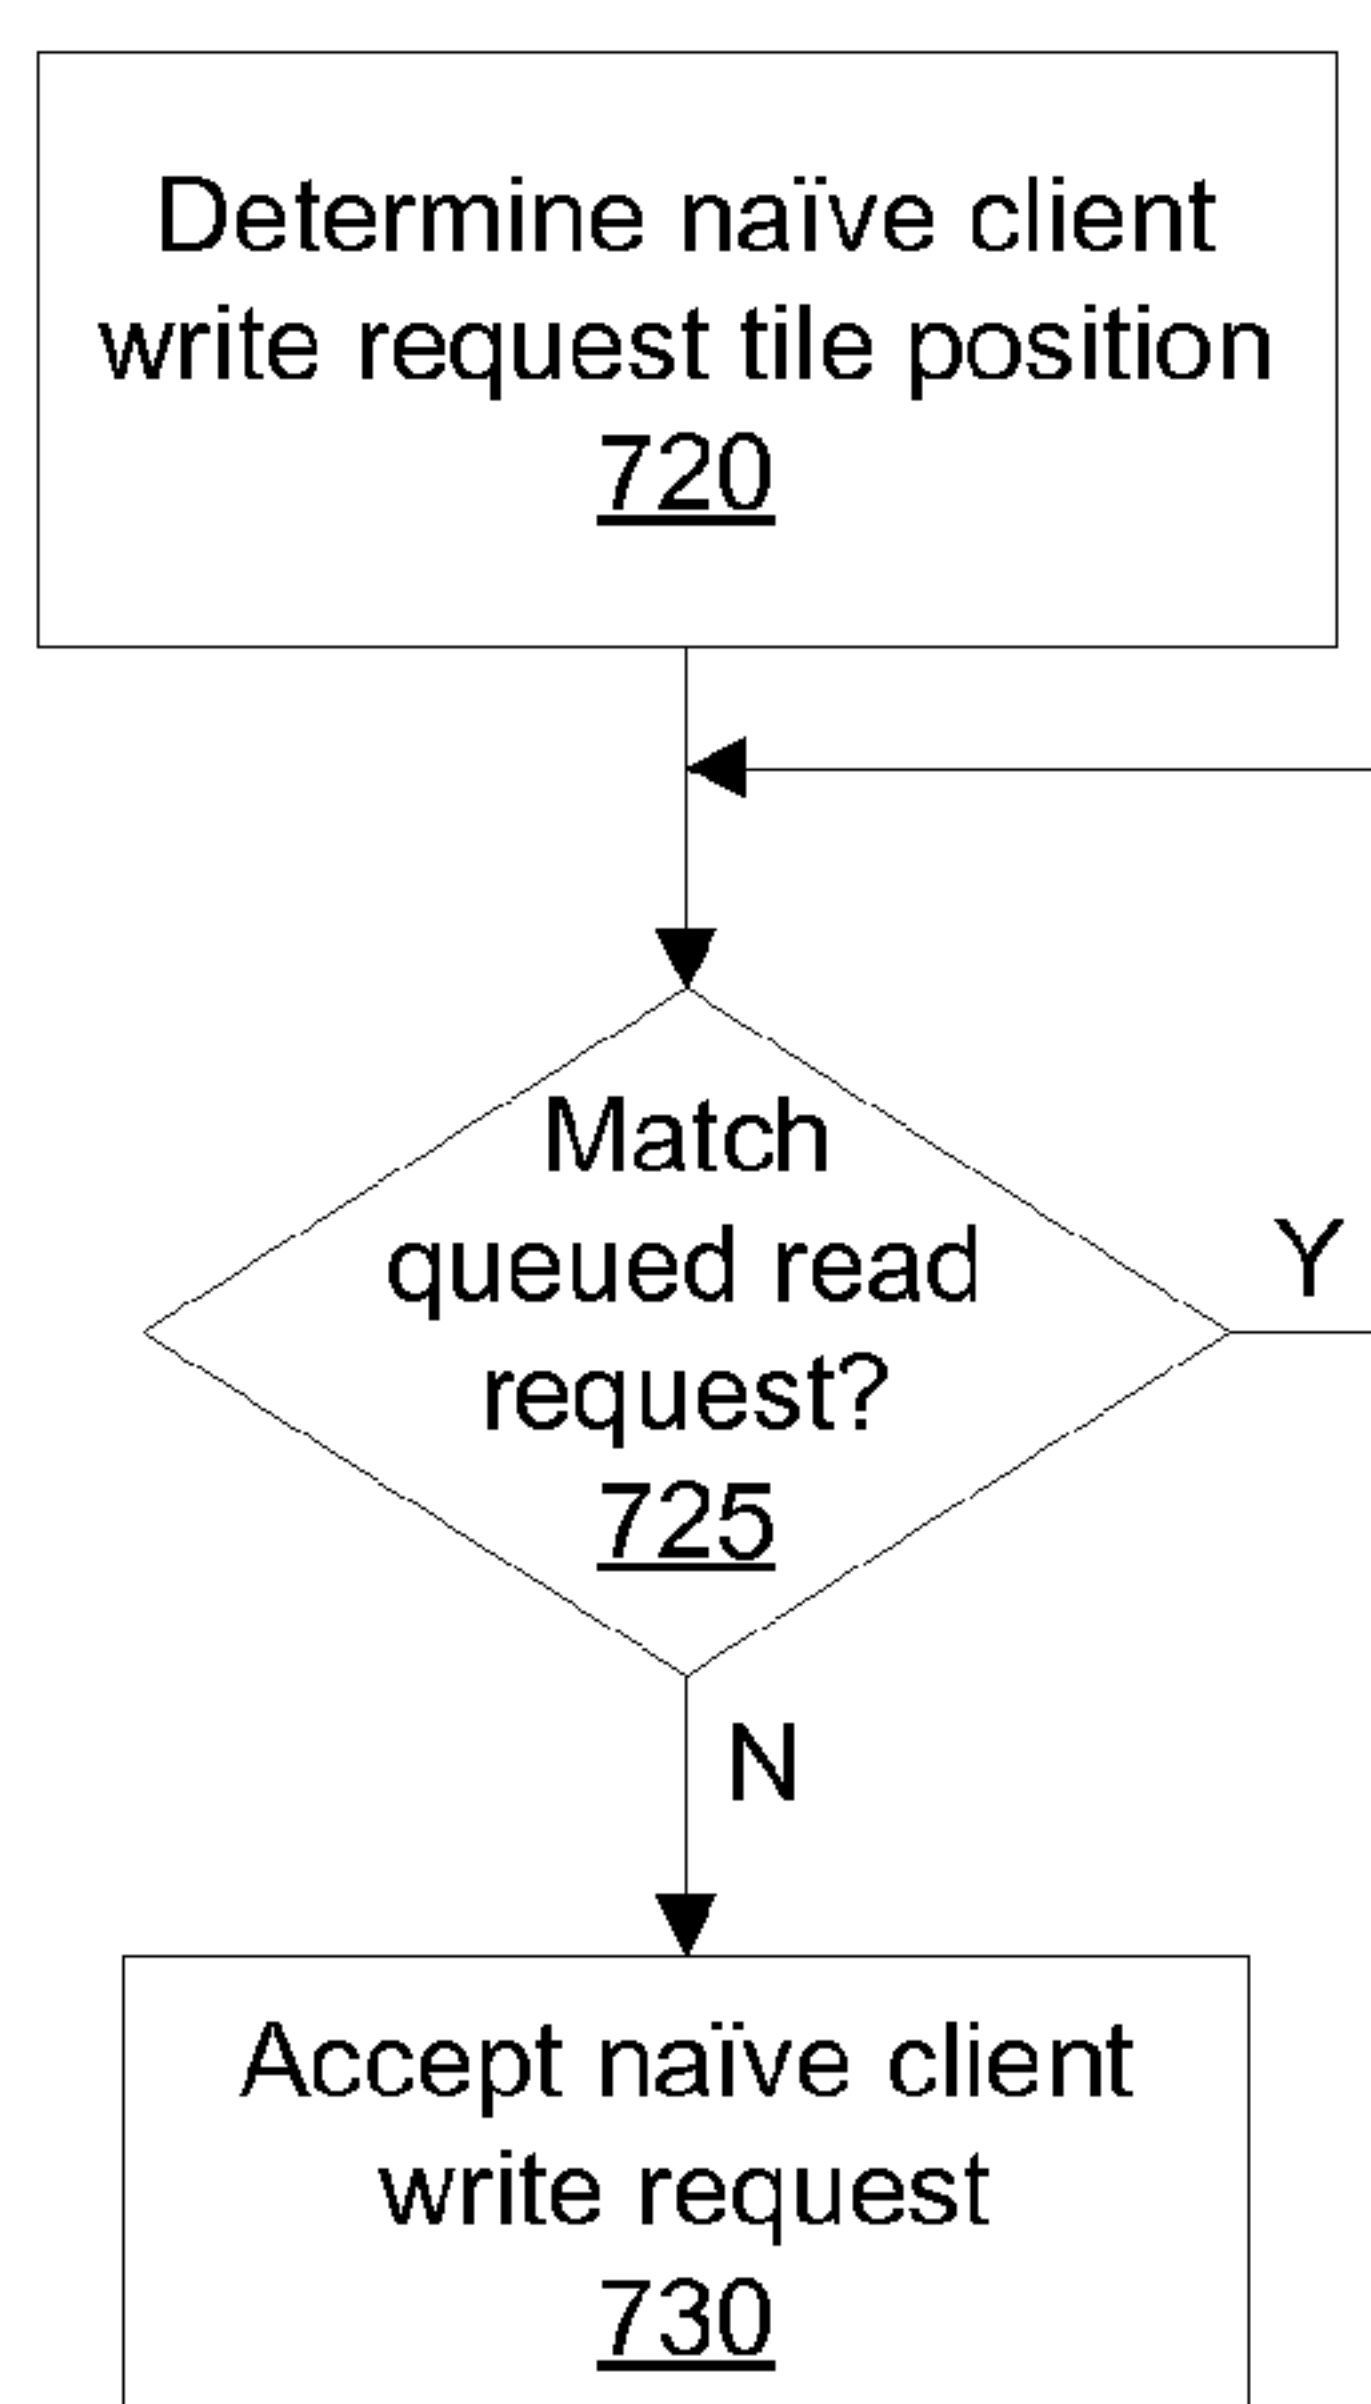 Determine naïve client
write request tile position
720
Match
queued read
request?
725
Y
N
Accept naïve client
write request
730